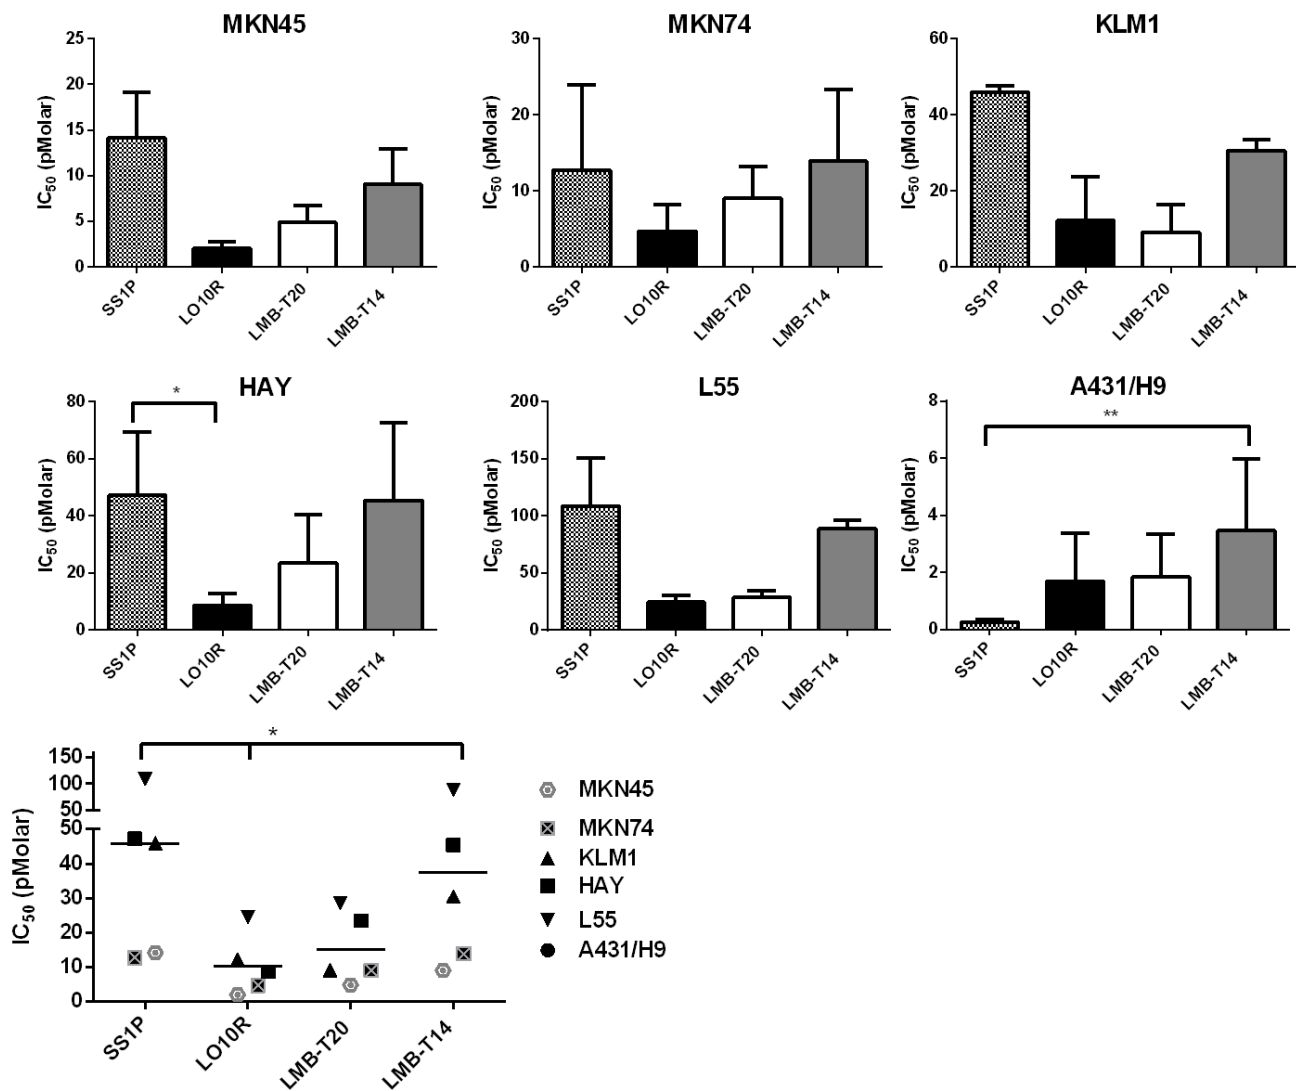 MKN45
IC50 (pMolar)
25
20
15
10
5
0
SS1P
LO10R
LMB-T20
LMB-T14
MKN74
IC50 (pMolar)
30
20
10
0
SS1P
LO10R
LMB-T20
LMB-T14
KLM1
IC50 (pMolar)
60
40
20
0
SS1P
LO10R
LMB-T20
LMB-T14
HAY
*
IC50 (pMolar)
80
60
40
20
0
SS1P
LO10R
LMB-T20
LMB-T14
L55
IC50 (pMolar)
200
150
100
50
0
SS1P
LO10R
LMB-T20
LMB-T14
A431/H9
**
IC50 (pMolar)
8
6
4
2
0
SS1P
LO10R
LMB-T20
LMB-T14
*
IC50 (pMolar)
150
100
50
50
40
30
20
10
0
SS1P
LO10R
LMB-T20
LMB-T14
MKN45
MKN74
KLM1
HAY
L55
A431/H9